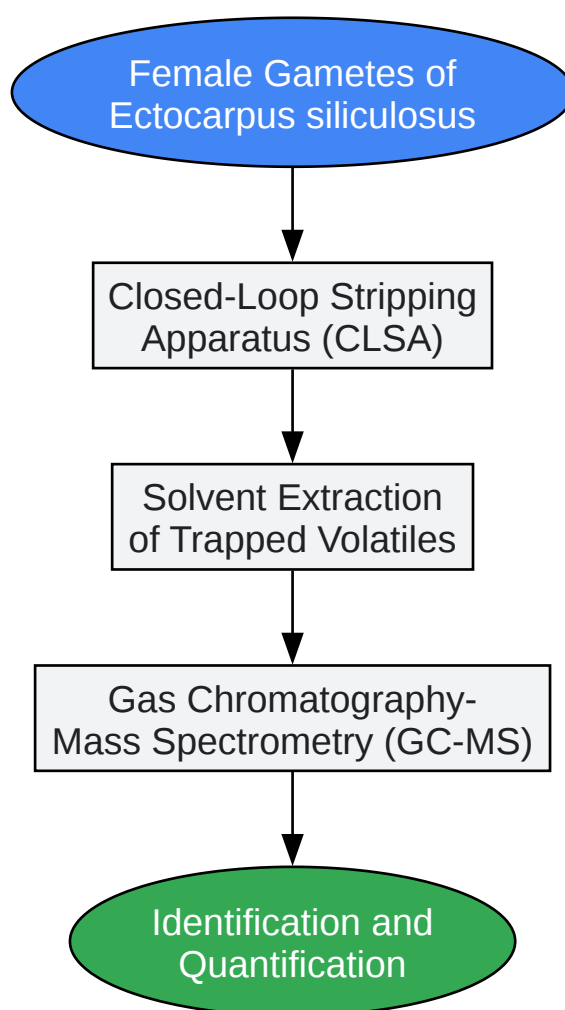 Female Gametes of
Ectocarpus siliculosus
Closed-Loop Stripping
Apparatus (CLSA)
Solvent Extraction
of Trapped Volatiles
Gas Chromatography-
Mass Spectrometry (GC-MS)
Identification and
Quantification